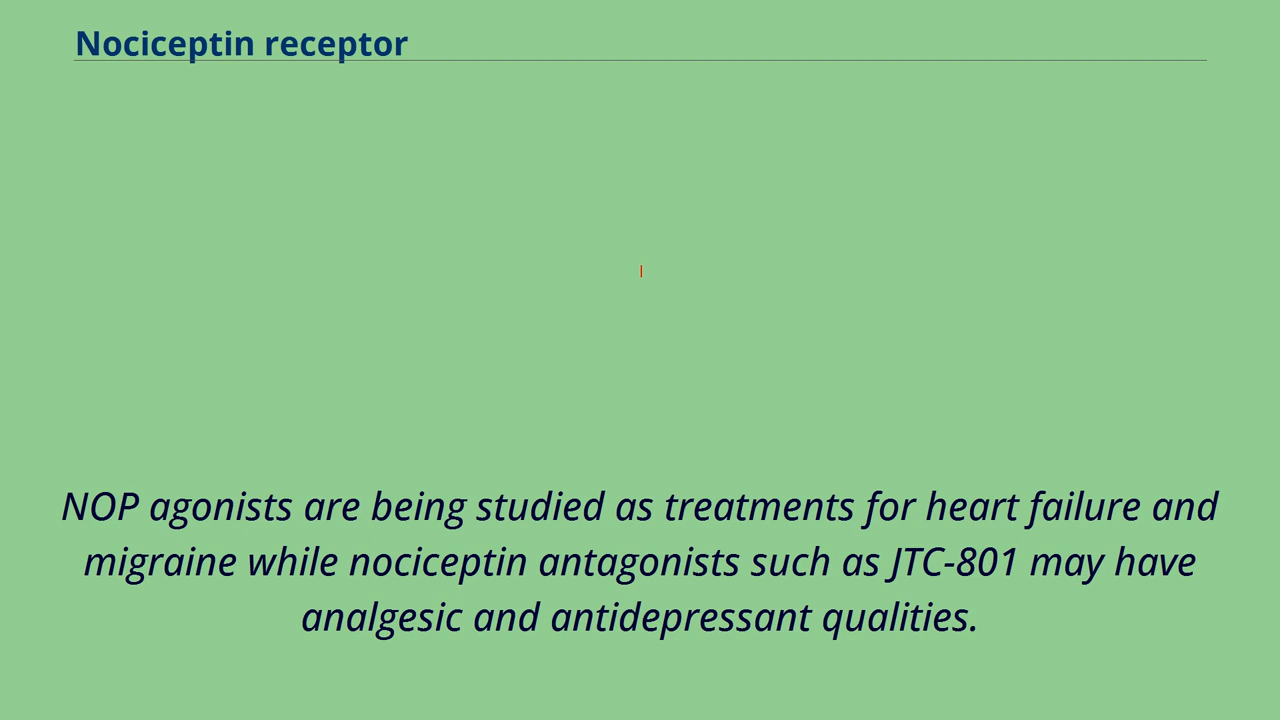 Nociceptin receptor
NOP agonists are being studied as treatments for heart failure and
migraine while nociceptin antagonists such as JTC-801 may have
analgesic and antidepressant qualities.